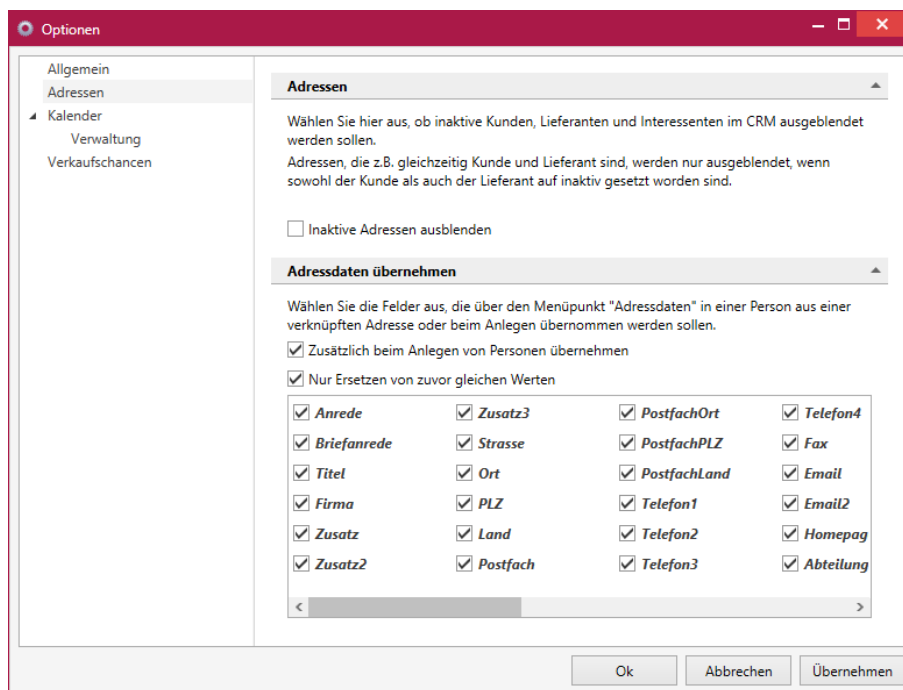 Optionen
Allgemein
Adressen
Kalender
Verwaltung
Verkaufschancen
Adressen
Wählen Sie hier aus, ob inaktive Kunden, Lieferanten und Interessenten im CRM ausgeblendet
werden sollen.
Adressen, die z.B. gleichzeitig Kunde und Lieferant sind, werden nur ausgeblendet, wenn
sowohl der Kunde als auch der Lieferant auf inaktiv gesetzt worden sind.
Inaktive Adressen ausblenden
Adressdaten übernehmen
Wählen Sie die Felder aus, die über den Menüpunkt "Adressdaten" in einer Person aus einer
verknüpften Adresse oder beim Anlegen übernommen werden sollen.
Zusätzlich beim Anlegen von Personen übernehmen
Nur Ersetzen von zuvor gleichen Werten
Anrede Zusatz3 PostfachOrt Telefon4
Briefanrede Strasse PostfachPLZ Fax
Titel Ort PostfachLand Email
Firma PLZ Telefon1 Email2
Zusatz Land Telefon2 Homepag
Zusatz2 Postfach Telefon3 Abteilung
Ok Abbrechen Übernehmen